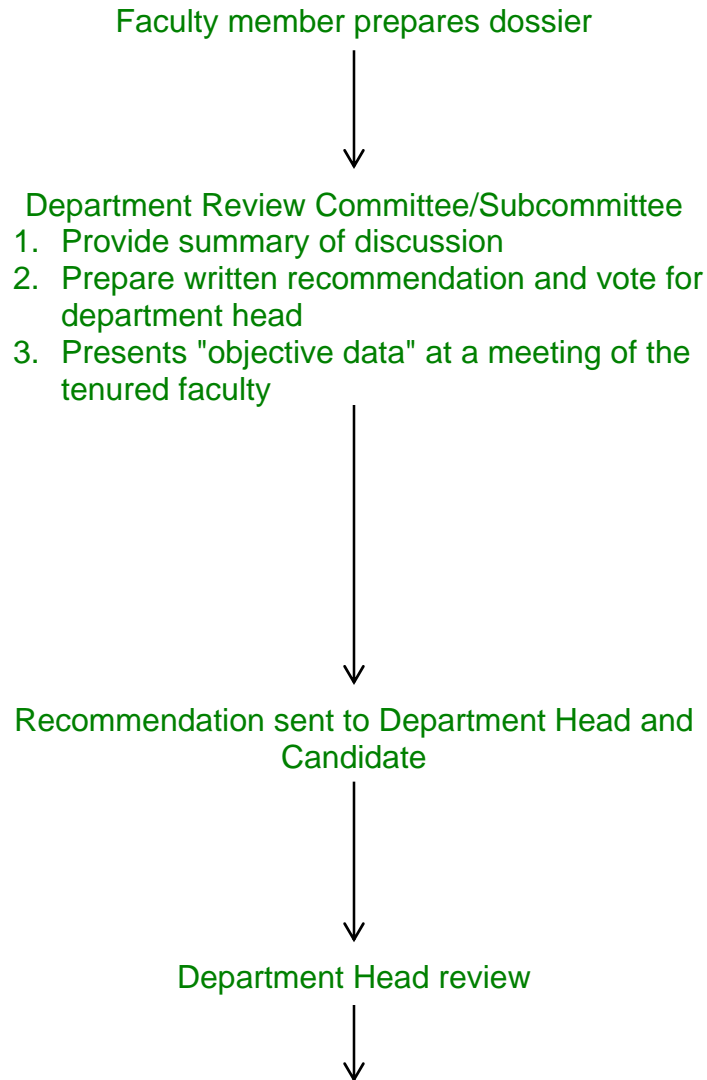 Faculty member prepares dossier
Department Review Committee/Subcommittee
1. Provide summary of discussion
2. Prepare written recommendation and vote for
department head
3. Presents "objective data" at a meeting of the
tenured faculty
Recommendation sent to Department Head and
Candidate
Department Head review